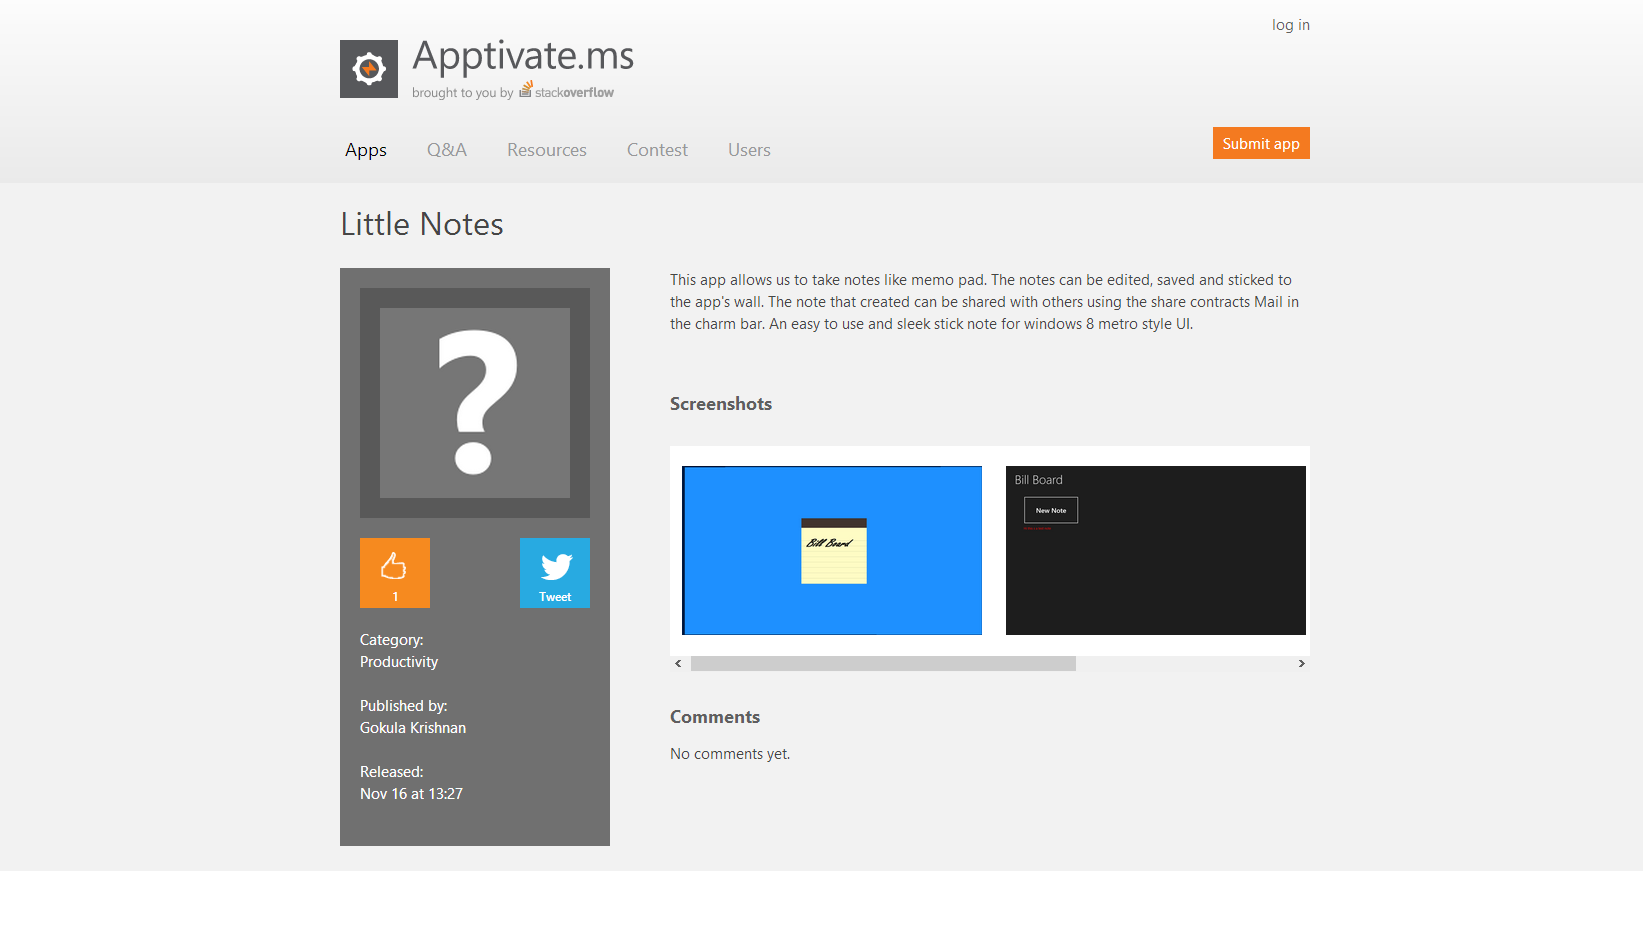 log in
Apptivate.ms
brought to you by stackoverflow
Apps
Q&A
Resources
Contest
Users
Submit app
Little Notes
?
1
Tweet
Category:
Productivity
Published by:
Gokula Krishnan
Released:
Nov 16 at 13:27
This app allows us to take notes like memo pad. The notes can be edited, saved and sticked to
the app's wall. The note that created can be shared with others using the share contracts Mail in
the charm bar. An easy to use and sleek stick note for windows 8 metro style UI.
Screenshots
Bill Board
Bill Board
New Note
Comments
No comments yet.